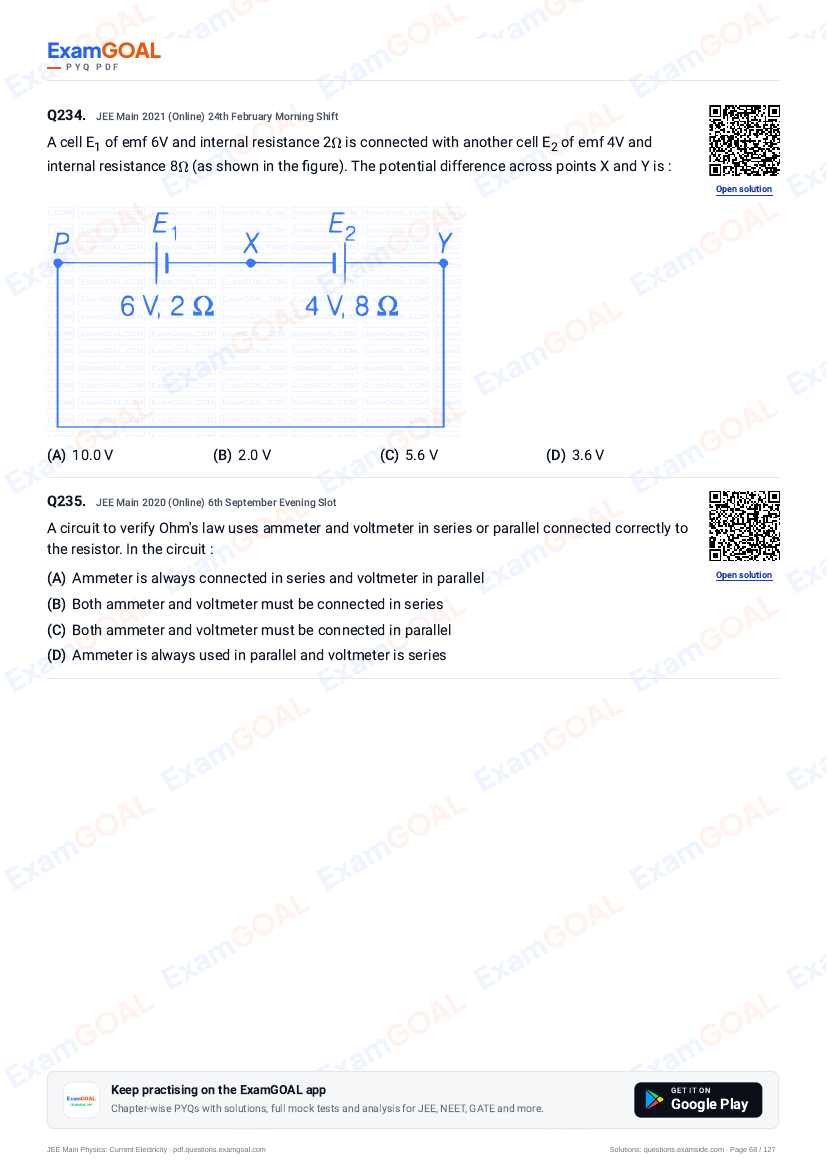 ExamGOAL
PYQ PDF
Q234. JEE Main 2021 (Online) 24th February Morning Shift
A cell E1 of emf 6V and internal resistance 2Ω is connected with another cell E2 of emf 4V and
internal resistance 8Ω (as shown in the figure). The potential difference across points X and Y is :
Open solution
E1 E2
P X Y
6 V, 2 Ω 4 V, 8 Ω
(A) 10.0 V (B) 2.0 V (C) 5.6 V (D) 3.6 V
Q235. JEE Main 2020 (Online) 6th September Evening Slot
A circuit to verify Ohm's law uses ammeter and voltmeter in series or parallel connected correctly to
the resistor. In the circuit :
Open solution
(A) Ammeter is always connected in series and voltmeter in parallel
(B) Both ammeter and voltmeter must be connected in series
(C) Both ammeter and voltmeter must be connected in parallel
(D) Ammeter is always used in parallel and voltmeter is series
Keep practising on the ExamGOAL app
Chapter-wise PYQs with solutions, full mock tests and analysis for JEE, NEET, GATE and more.
ExamGOAL
GET IT ON
Google Play
JEE Main Physics: Current Electricity · pdf.questions.examgoal.com
Solutions: questions.examside.com · Page 68 / 127